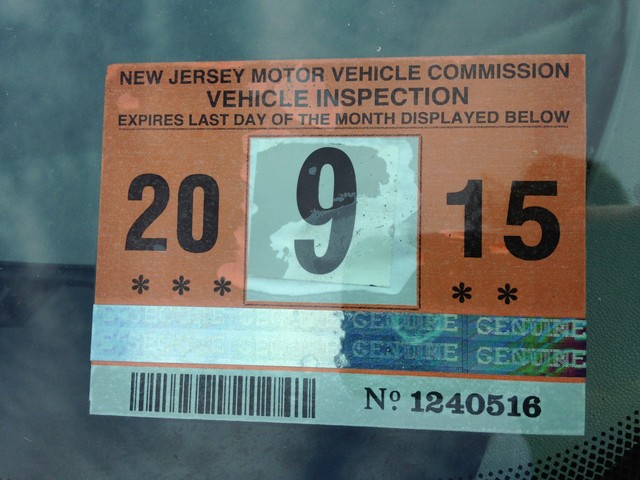 NEW JERSEY MOTOR VEHICLE COMMISSION
VEHICLE INSPECTION
EXPIRES LAST DAY OF THE MONTH DISPLAYED BELOW
20 9 15
* * * * *
GENUINE GENUINE
GENUINE GENUINE
Nº 1240516